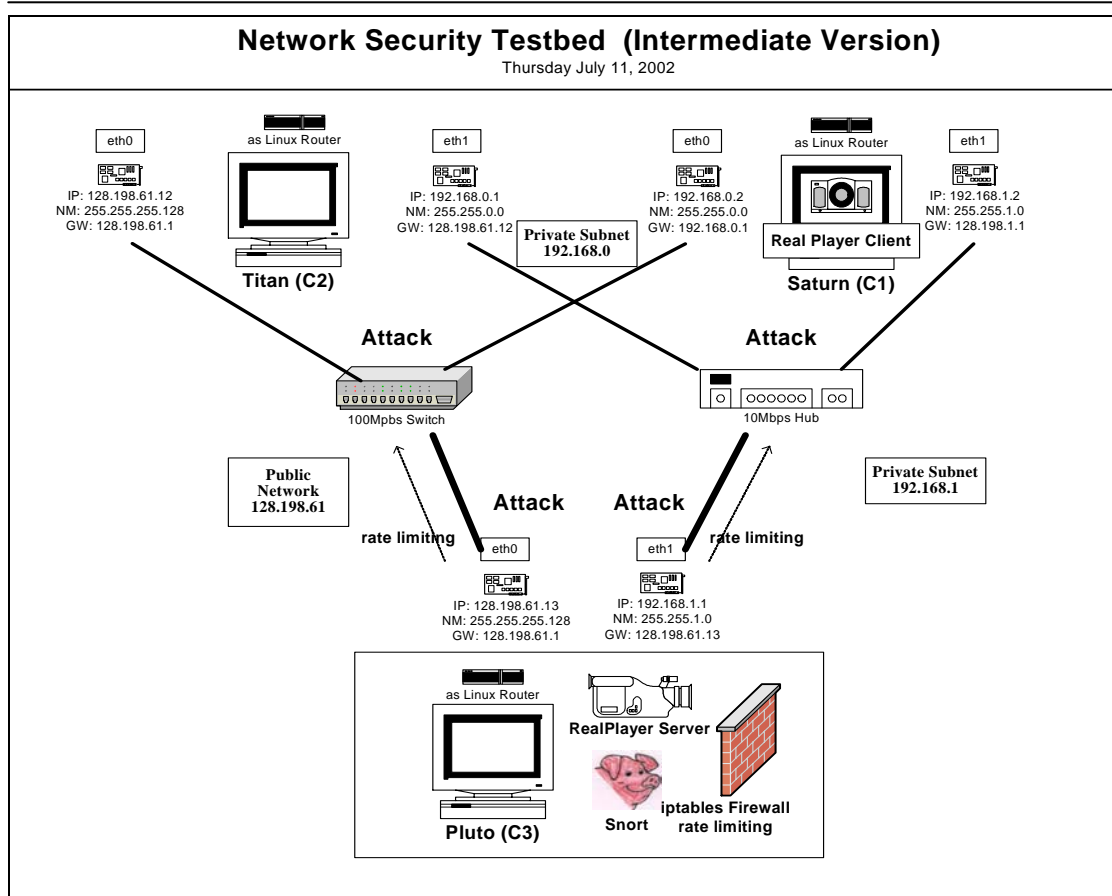 Network Security Testbed (Intermediate Version)
Thursday July 11, 2002
eth0
as Linux Router
eth1
eth0
as Linux Router
eth1
IP: 128.198.61.12
NM: 255.255.255.128
GW: 128.198.61.1
IP: 192.168.0.1
NM: 255.255.0.0
GW: 128.198.61.12
IP: 192.168.0.2
NM: 255.255.0.0
GW: 192.168.0.1
IP: 192.168.1.2
NM: 255.255.1.0
GW: 128.198.1.1
Private Subnet
192.168.0
Real Player Client
Titan (C2)
Saturn (C1)
Attack
Attack
100Mpbs Switch
10Mbps Hub
Public
Network
128.198.61
Private Subnet
192.168.1
Attack
Attack
rate limiting
rate limiting
eth0
eth1
IP: 128.198.61.13
NM: 255.255.255.128
GW: 128.198.61.1
IP: 192.168.1.1
NM: 255.255.1.0
GW: 128.198.61.13
as Linux Router
RealPlayer Server
Snort
iptables Firewall
rate limiting
Pluto (C3)